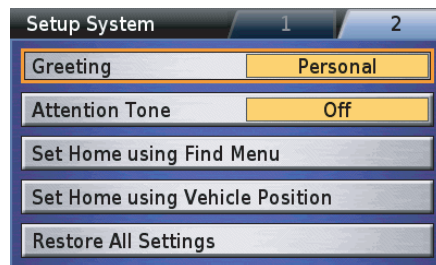 Setup System 1 2
Greeting Personal
Attention Tone Off
Set Home using Find Menu
Set Home using Vehicle Position
Restore All Settings